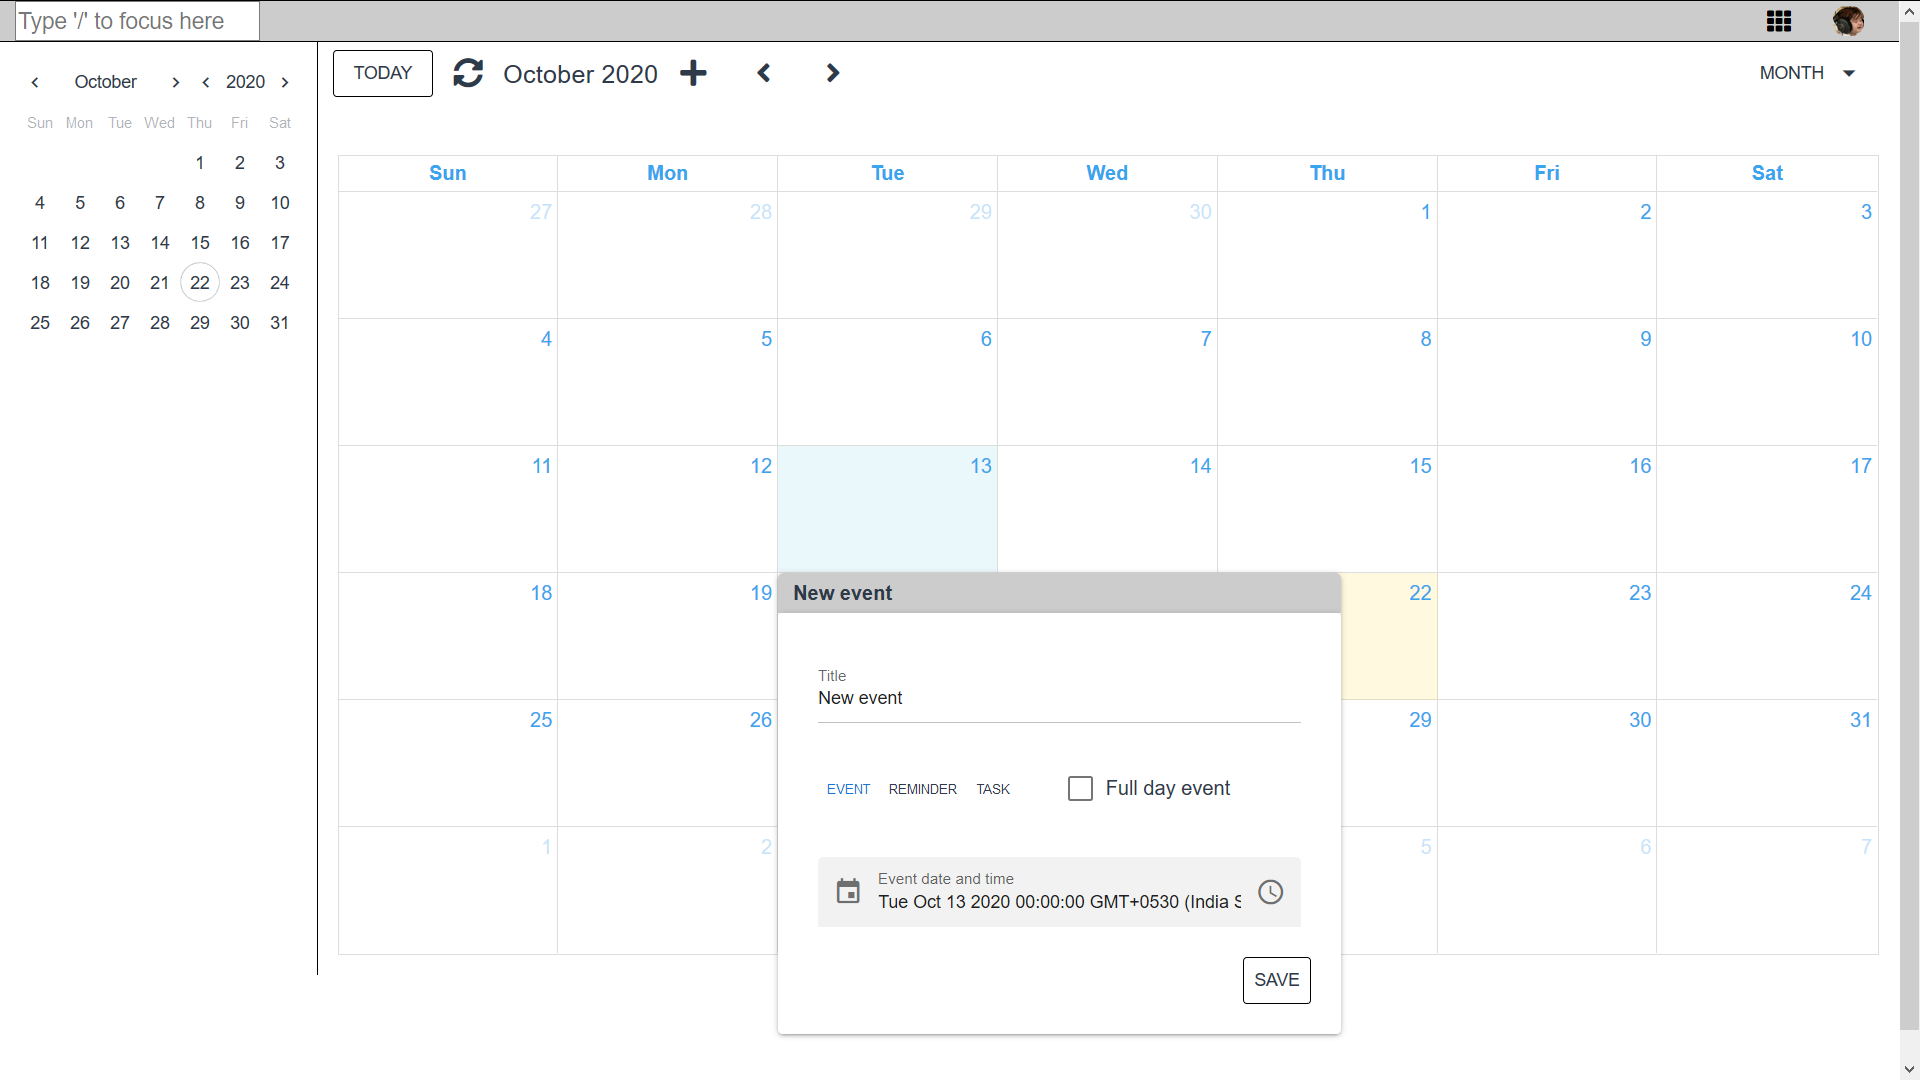 Type '/' to focus here
October 2020
Sun Mon Tue Wed Thu Fri Sat
1 2 3
4 5 6 7 8 9 10
11 12 13 14 15 16 17
18 19 20 21 22 23 24
25 26 27 28 29 30 31
TODAY October 2020 MONTH
Sun Mon Tue Wed Thu Fri Sat
27 28 29 30 1 2 3
4 5 6 7 8 9 10
11 12 13 14 15 16 17
18 19 22 23 24
25 26 29 30 31
1 2 5 6 7
New event
Title
New event
EVENT REMINDER TASK Full day event
Event date and time
Tue Oct 13 2020 00:00:00 GMT+0530 (India S
SAVE